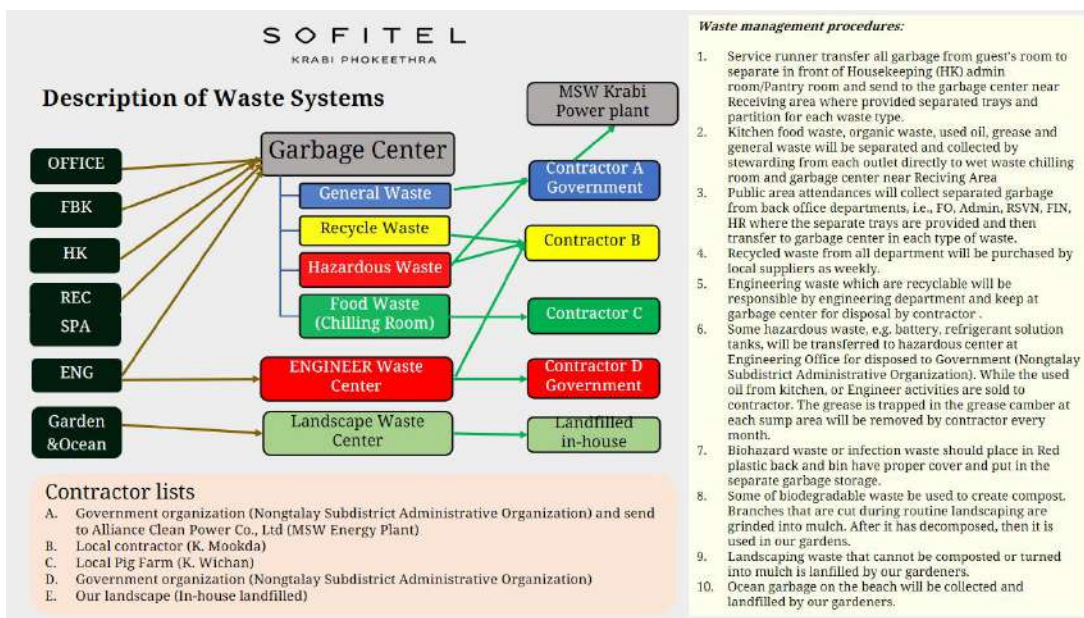 SOFITEL
KRABI PHOKEETHRA
Description of Waste Systems
MSW Krabi
Power plant
OFFICE
FBK
HK
REC
SPA
ENG
Garden
&Ocean
Garbage Center
General Waste
Recycle Waste
Hazardous Waste
Food Waste
(Chilling Room)
ENGINEER Waste
Center
Landscape Waste
Center
Contractor A
Government
Contractor B
Contractor C
Contractor D
Government
Landfilled
in-house
Contractor lists
A. Government organization (Nongtalay Subdistrict Administrative Organization) and send
to Alliance Clean Power Co., Ltd (MSW Energy Plant)
B. Local contractor (K. Mookda)
C. Local Pig Farm (K. Wichan)
D. Government organization (Nongtalay Subdistrict Administrative Organization)
E. Our landscape (In-house landfilled)
Waste management procedures:
1. Service runner transfer all garbage from guest's room to
separate in front of Housekeeping (HK) admin
room/Pantry room and send to the garbage center near
Receiving area where provided separated trays and
partition for each waste type.
2. Kitchen food waste, organic waste, used oil, grease and
general waste will be separated and collected by
stewarding from each outlet directly to wet waste chilling
room and garbage center near Reciving Area
3. Public area attendances will collect separated garbage
from back office departments, i.e., FO, Admin, RSVN, FIN,
HR where the separate trays are provided and then
transfer to garbage center in each type of waste.
4. Recycled waste from all department will be purchased by
local suppliers as weekly.
5. Engineering waste which are recyclable will be
responsible by engineering department and keep at
garbage center for disposal by contractor .
6. Some hazardous waste, e.g. battery, refrigerant solution
tanks, will be transferred to hazardous center at
Engineering Office for disposed to Government (Nongtalay
Subdistrict Administrative Organization). While the used
oil from kitchen, or Engineer activities are sold to
contractor. The grease is trapped in the grease camber at
each sump area will be removed by contractor every
month.
7. Biohazard waste or infection waste should place in Red
plastic back and bin have proper cover and put in the
separate garbage storage.
8. Some of biodegradable waste be used to create compost.
Branches that are cut during routine landscaping are
grinded into mulch. After it has decomposed, then it is
used in our gardens.
9. Landscaping waste that cannot be composted or turned
into mulch is lanfilled by our gardeners.
10. Ocean garbage on the beach will be collected and
landfilled by our gardeners.